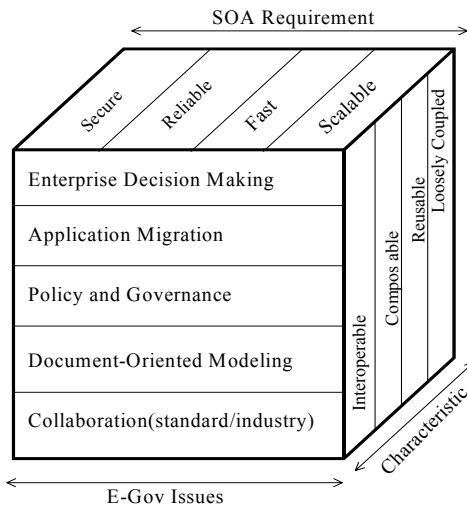 SOA Requirement
Secure
Reliable
Fast
Scalable
Enterprise Decision Making
Application Migration
Policy and Governance
Document-Oriented Modeling
Collaboration(standard/industry)
Interoperable
Compos able
Reusable
Loosely Coupled
Characteristic
E-Gov Issues